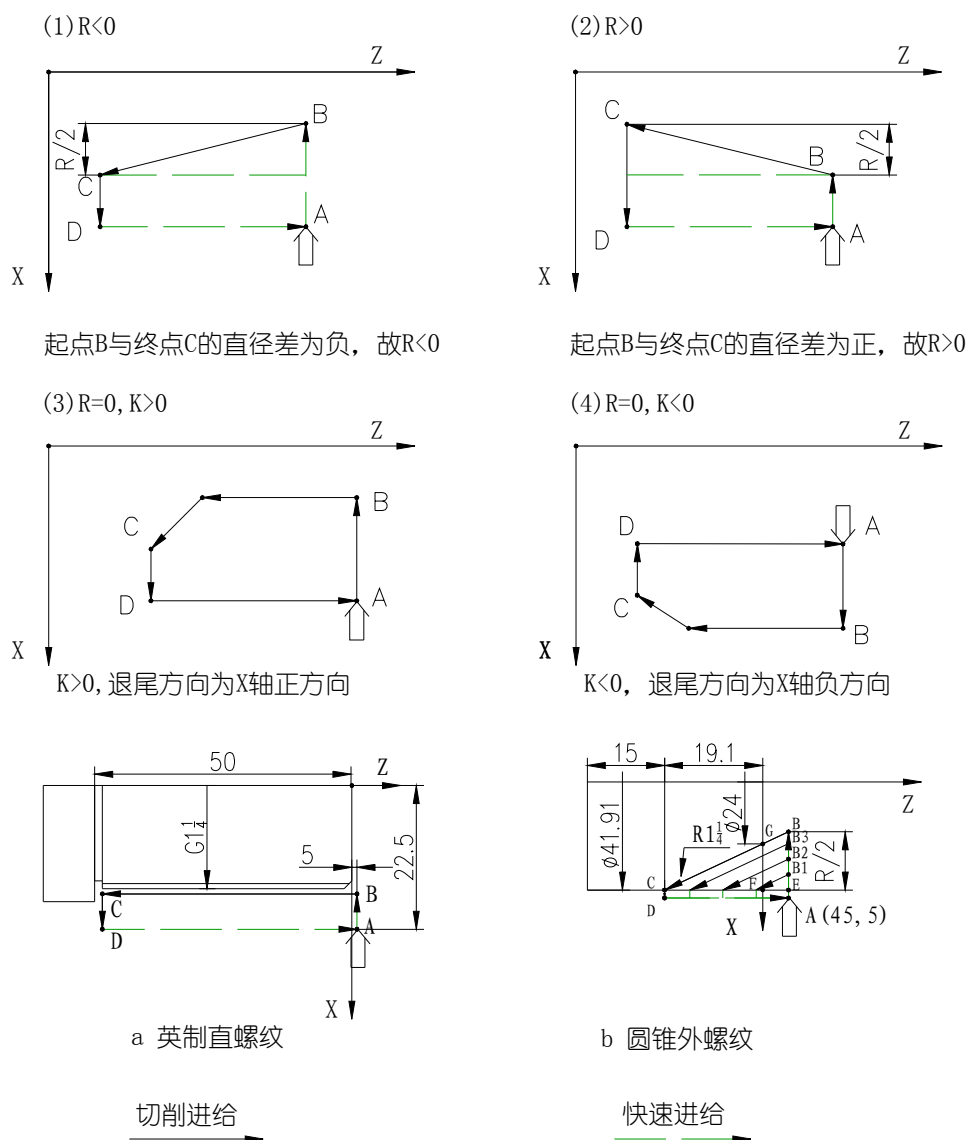 (1)R<0
(2)R>0
Z
Z
B
C
R/2
B
R/2
C
D
A
D
A
X
X
起点B与终点C的直径差为负，故R<0
起点B与终点C的直径差为正，故R>0
(3)R=0,K>0
(4)R=0,K<0
Z
Z
B
C
D
A
D
A
C
B
X
X
K>0,退尾方向为X轴正方向
K<0，退尾方向为X轴负方向
50
Z
G1 1/4
5
22.5
C
B
D
A
X
a 英制直螺纹
15
19.1
Z
ø41.91
ø24
R1 1/4
G
B
B3
B2
B1
R/2
C
F
E
D
X
A(45,5)
b 圆锥外螺纹
切削进给
快速进给